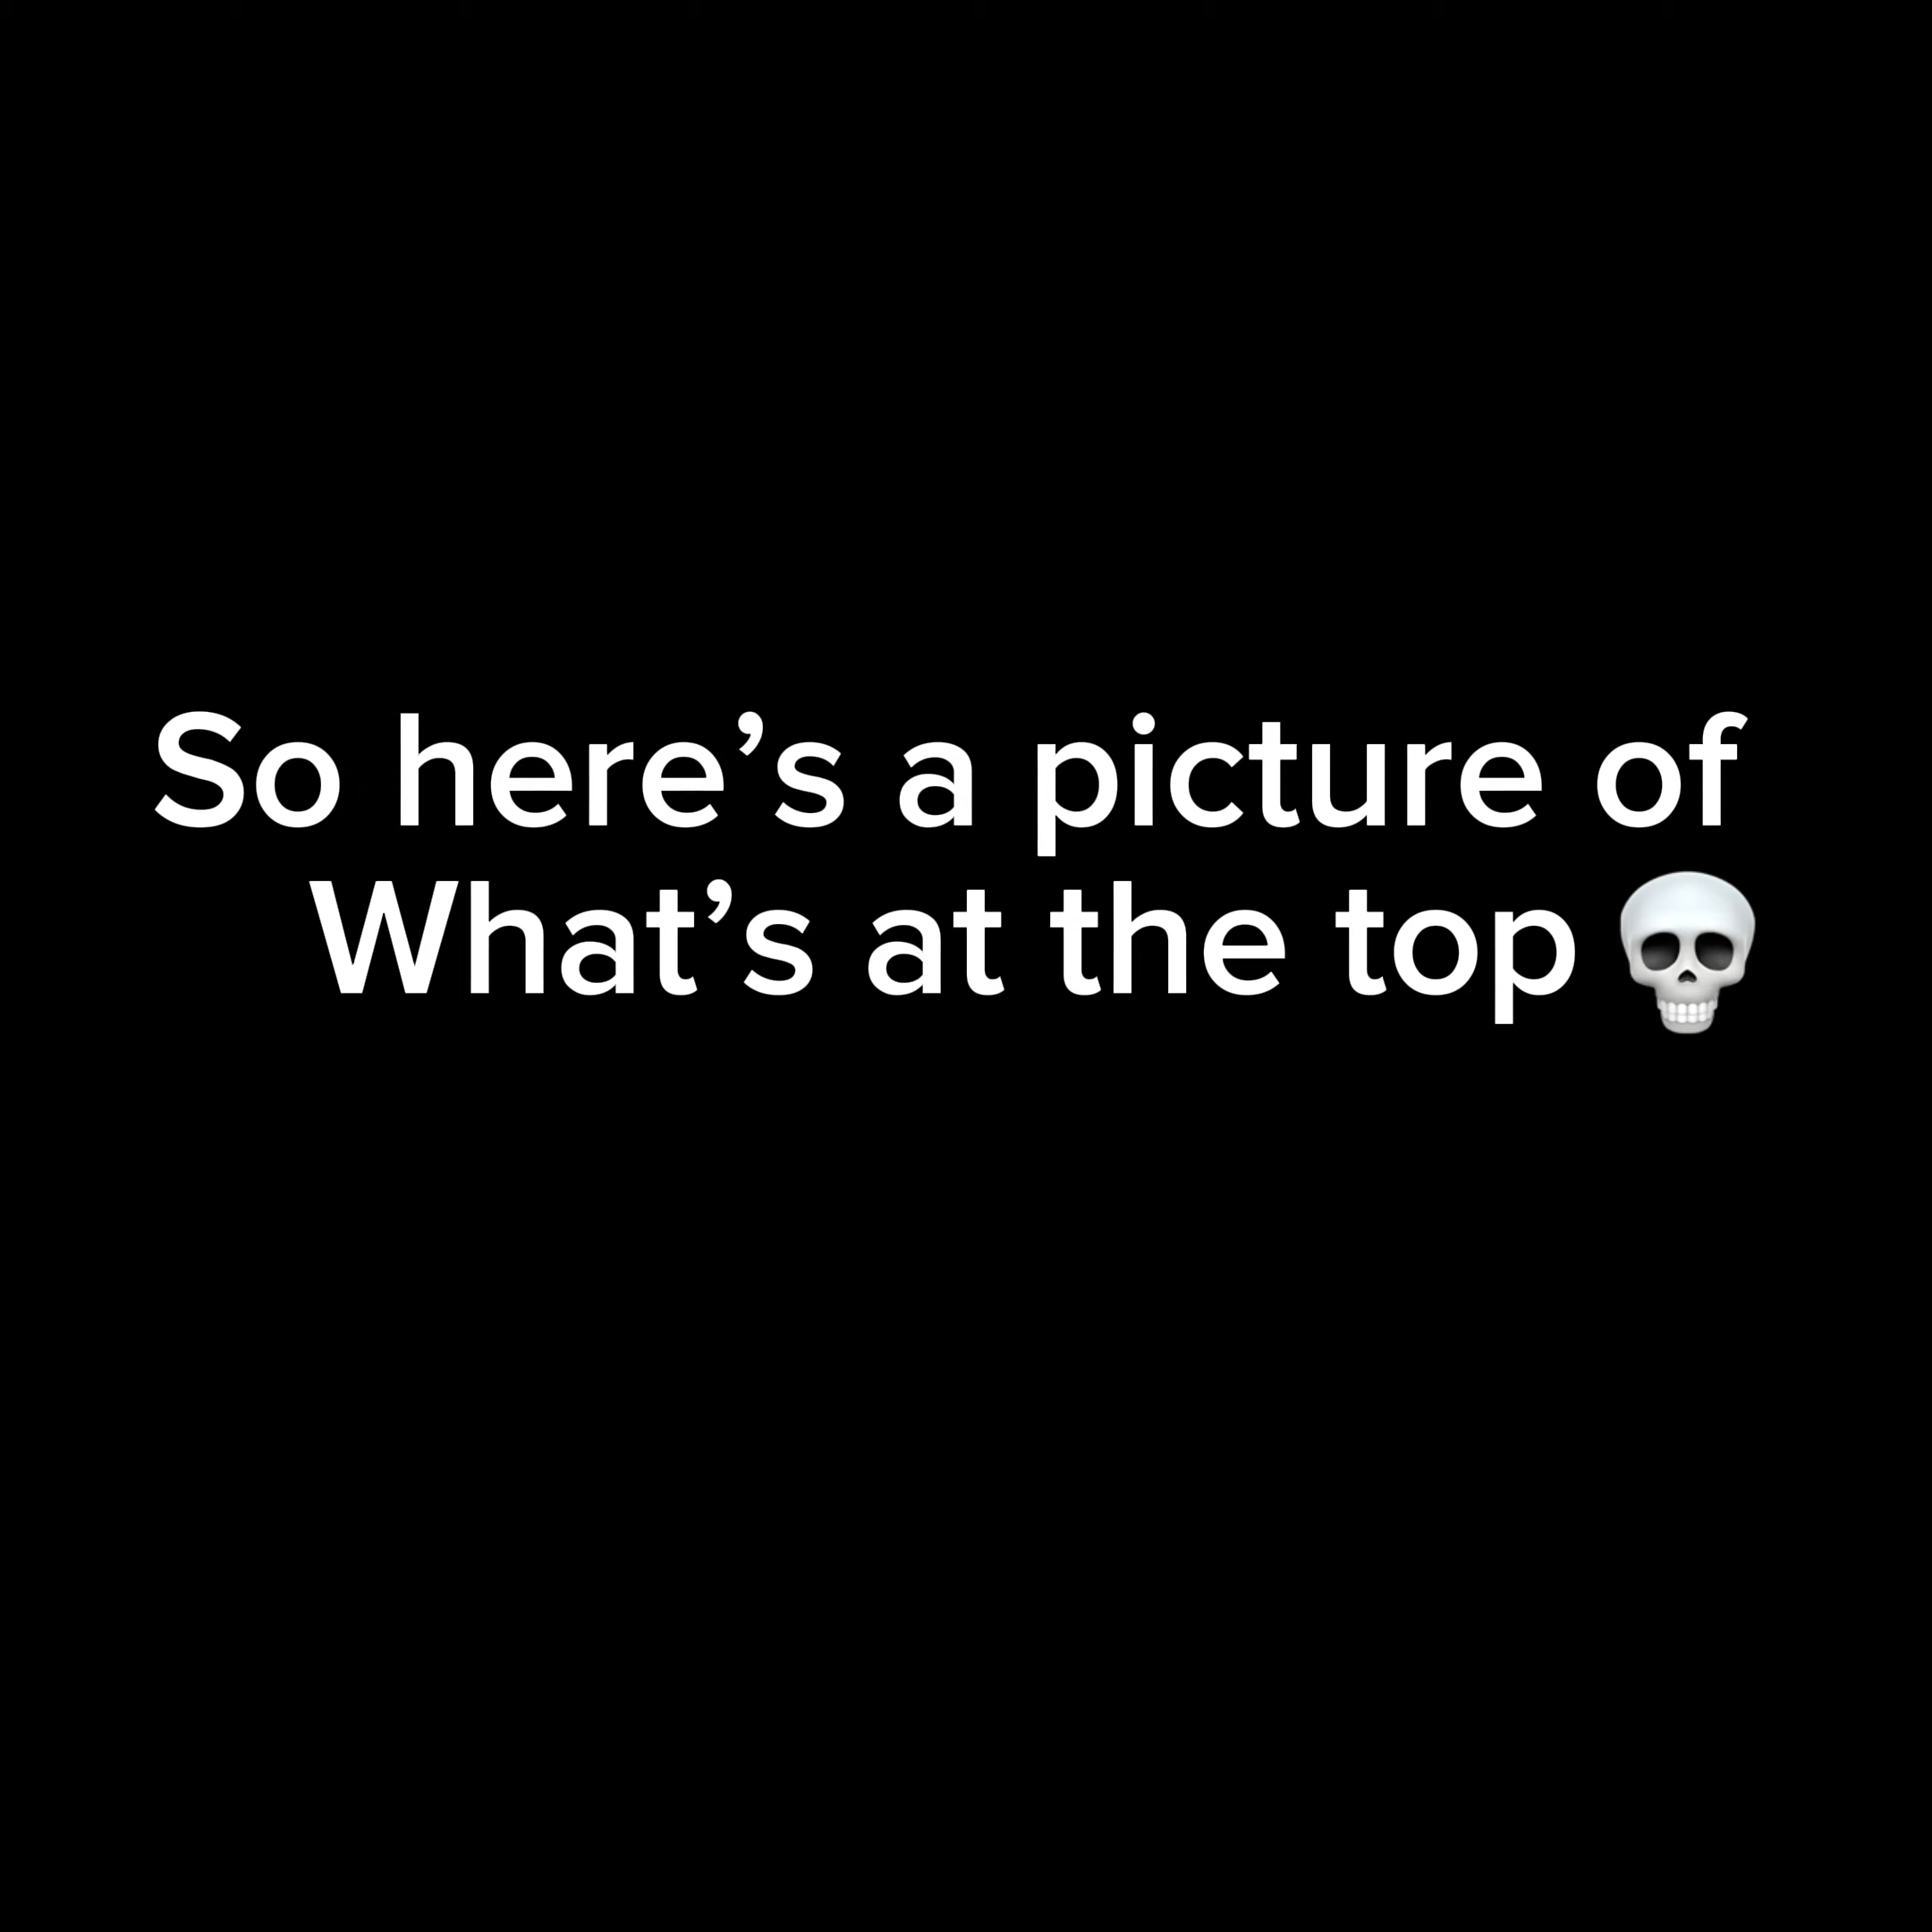 So here’s a picture of
What’s at the top 💀